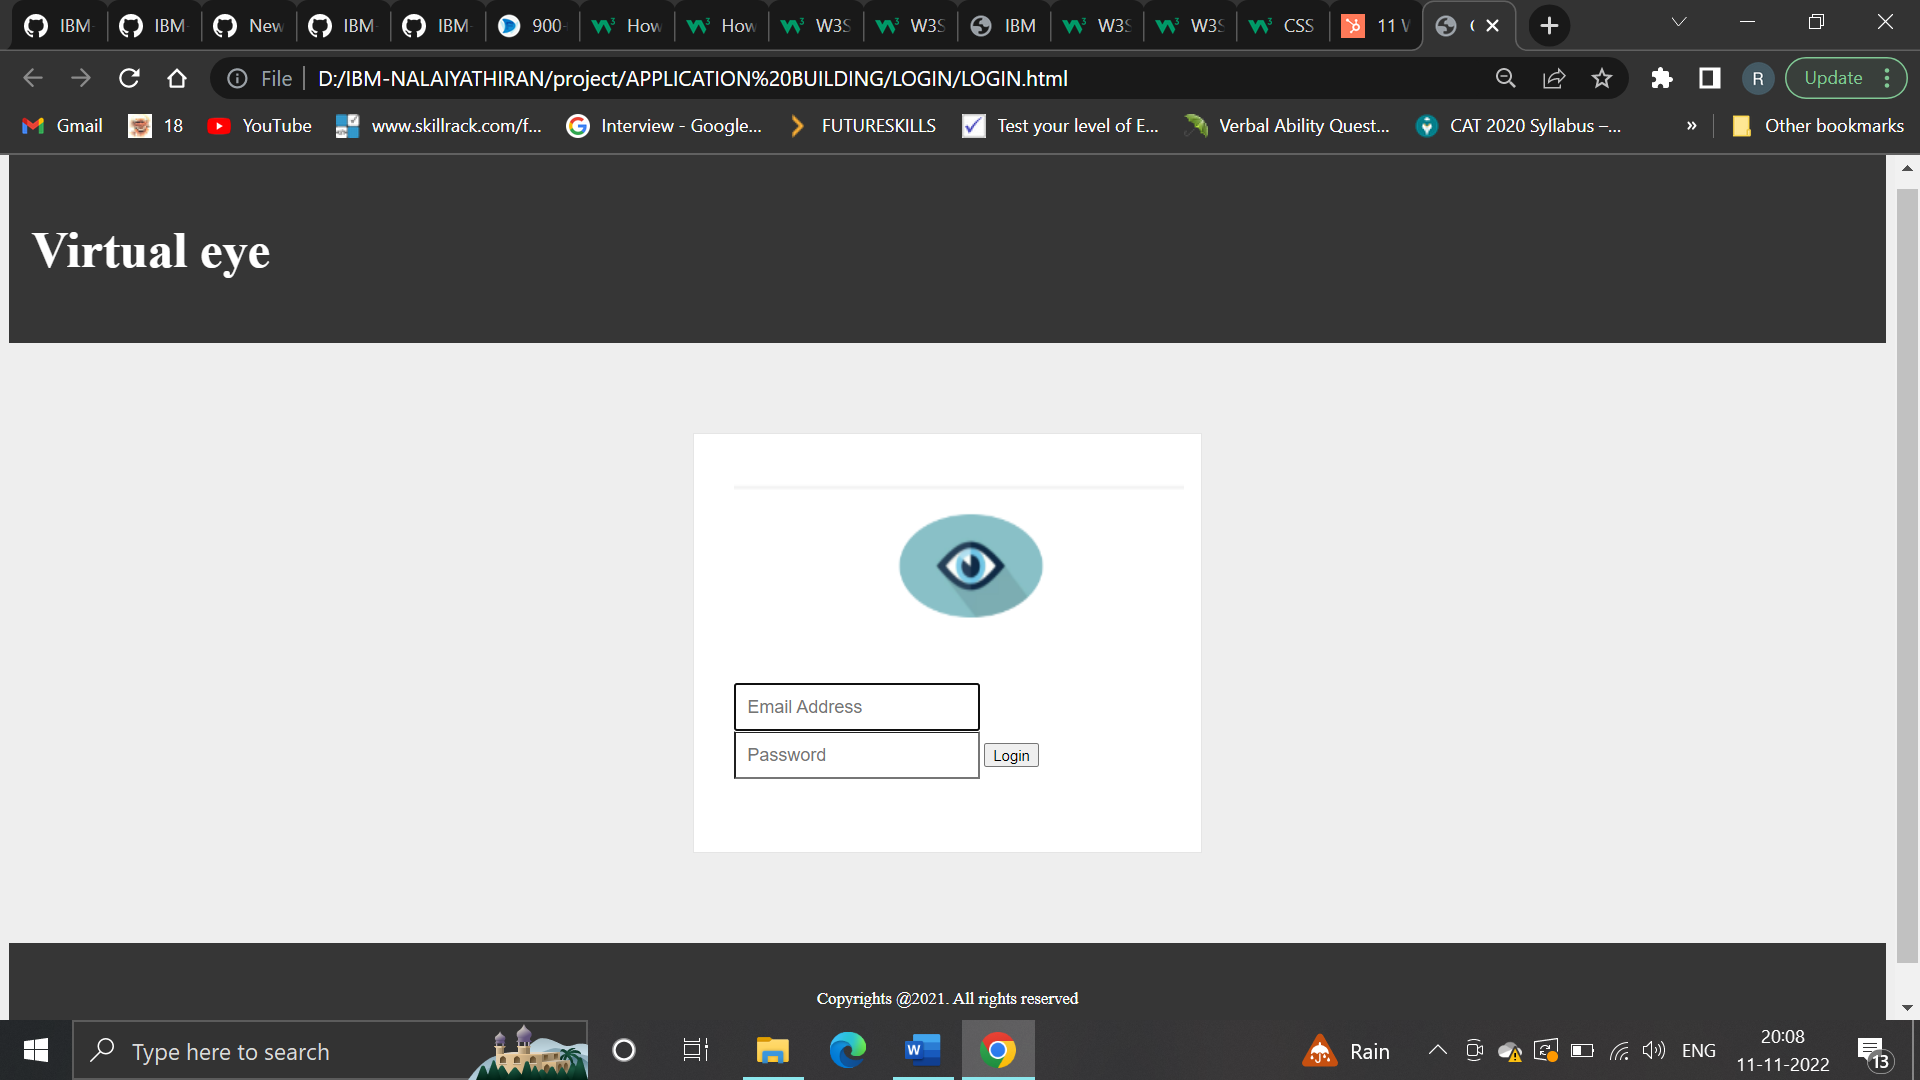 IBM IBM New IBM IBM 900 How How W3S W3S IBM W3S W3S CSS 11 W
File D:/IBM-NALAIYATHIRAN/project/APPLICATION%20BUILDING/LOGIN/LOGIN.html R Update
Gmail 18 YouTube www.skillrack.com/f... Interview - Google... FUTURESKILLS Test your level of E... Verbal Ability Quest... CAT 2020 Syllabus –... » Other bookmarks
Virtual eye
Email Address
Password Login
Copyrights @2021. All rights reserved
Type here to search Rain ENG 20:08
11-11-2022 13